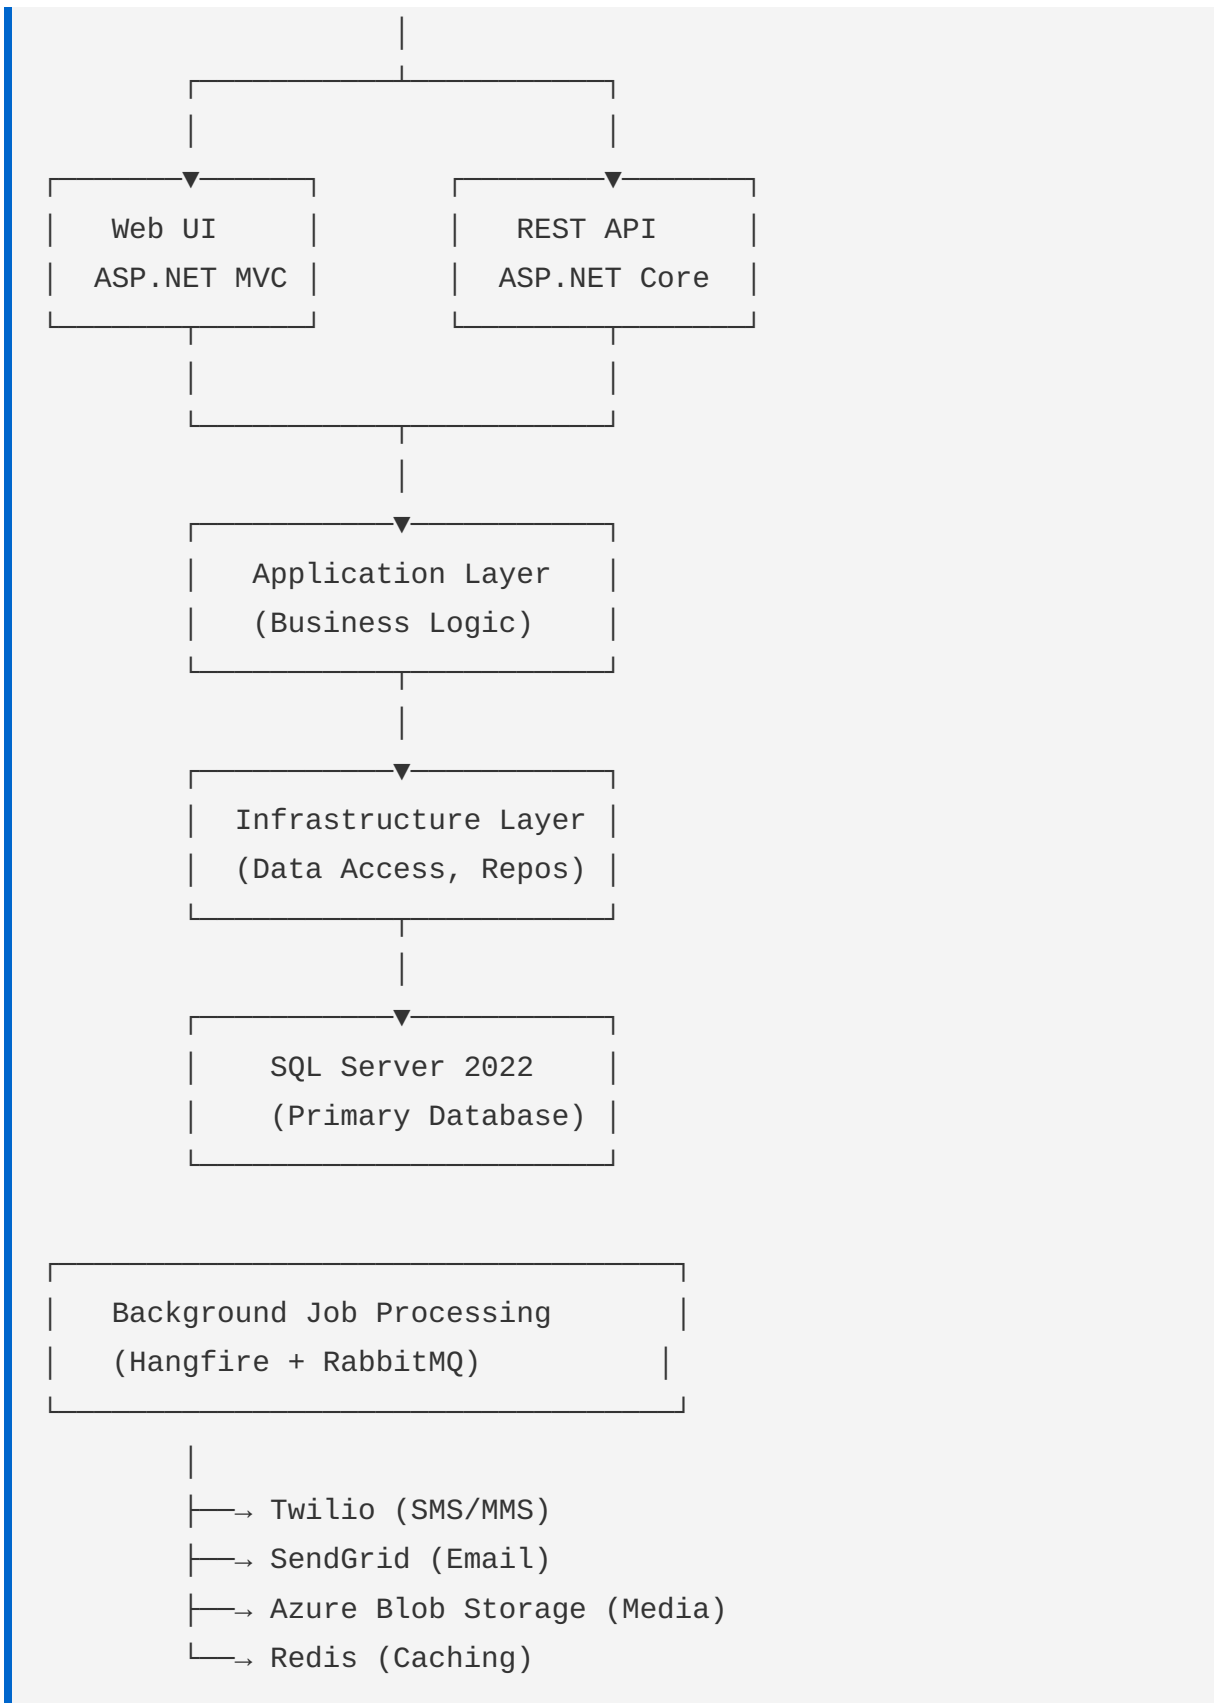 Web UI REST API
ASP.NET MVC ASP.NET Core
Application Layer
(Business Logic)
Infrastructure Layer
(Data Access, Repos)
SQL Server 2022
(Primary Database)
Background Job Processing
(Hangfire + RabbitMQ)
→ Twilio (SMS/MMS)
→ SendGrid (Email)
→ Azure Blob Storage (Media)
→ Redis (Caching)